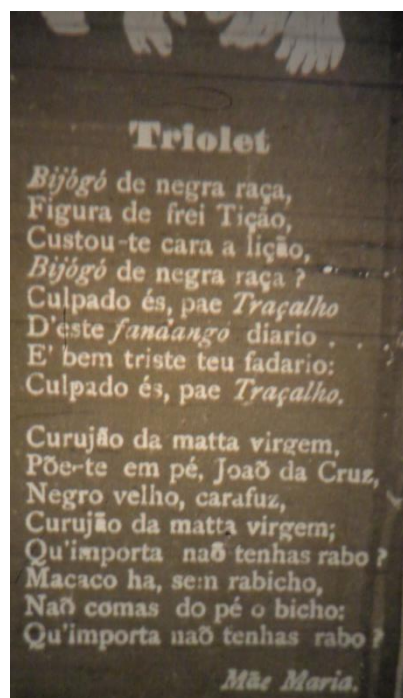 Triolet
Bijógó de negra raça,
Figura de frei Tição,
Custou-te cara a lição,
Bijógó de negra raça ?
Culpado és, pae Traçalho
D'este fandango diario . . .
E' bem triste teu fadario:
Culpado és, pae Traçalho.
Curujão da matta virgem,
Põe-te em pé, Joaõ da Cruz,
Negro velho, carafuz,
Curujão da matta virgem;
Qu'importa naõ tenhas rabo ?
Macaco ha, sem rabicho,
Naõ comas do pé o bicho:
Qu'importa naõ tenhas rabo ?
Mãe Maria.